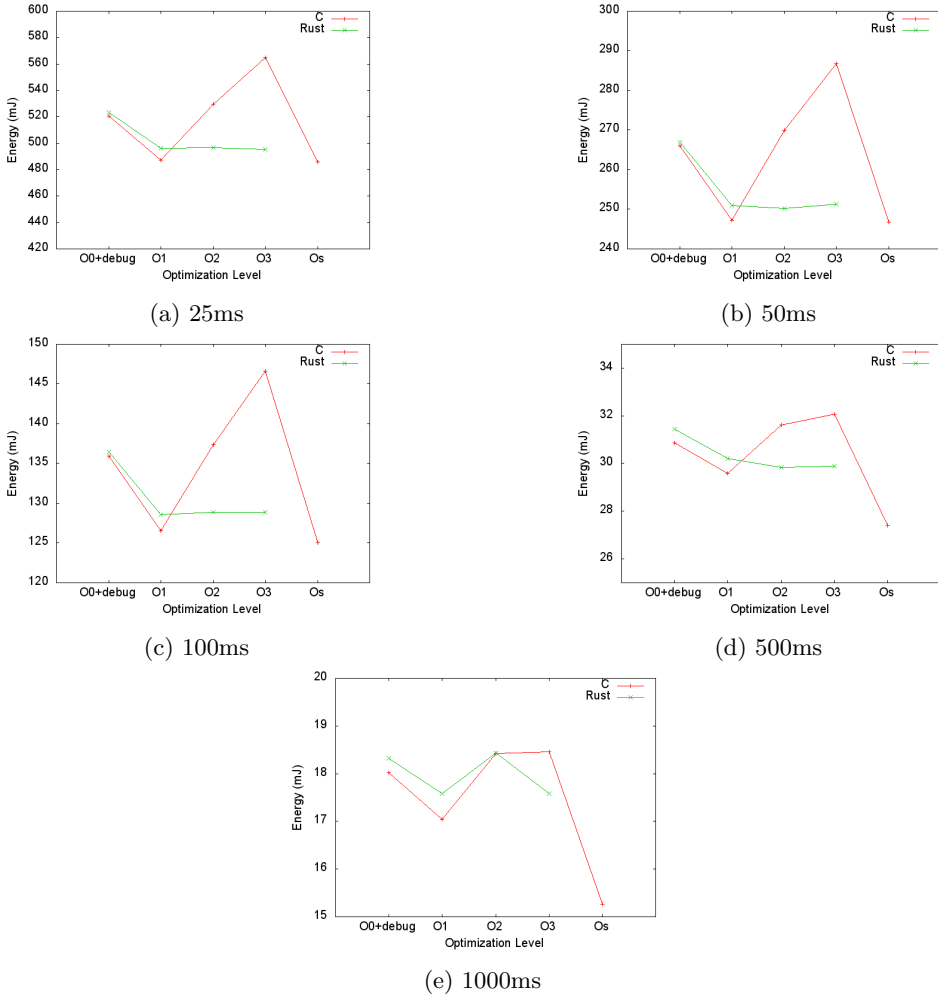 600
580
560
540
520
500
480
460
440
420
Energy (mJ)
C
Rust
O0+debug O1 O2 O3 Os
Optimization Level
(a) 25ms
300
290
280
270
260
250
240
Energy (mJ)
C
Rust
O0+debug O1 O2 O3 Os
Optimization Level
(b) 50ms
150
145
140
135
130
125
120
Energy (mJ)
C
Rust
O0+debug O1 O2 O3 Os
Optimization Level
(c) 100ms
34
32
30
28
26
Energy (mJ)
C
Rust
O0+debug O1 O2 O3 Os
Optimization Level
(d) 500ms
20
19
18
17
16
15
Energy (mJ)
C
Rust
O0+debug O1 O2 O3 Os
Optimization Level
(e) 1000ms